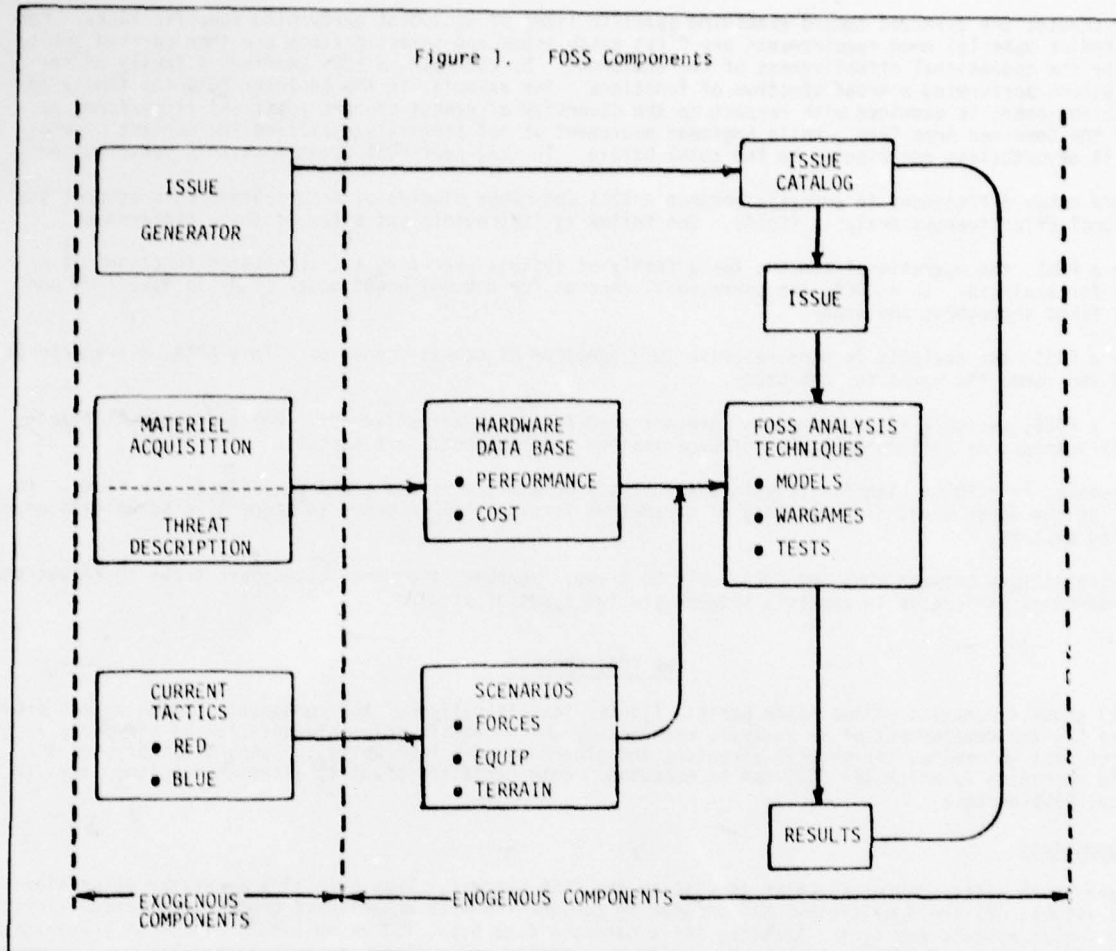 Figure 1. FOSS Components
ISSUE
GENERATOR
ISSUE
CATALOG
ISSUE
MATERIEL
ACQUISITION
THREAT
DESCRIPTION
HARDWARE
DATA BASE
• PERFORMANCE
• COST
FOSS ANALYSIS
TECHNIQUES
• MODELS
• WARGAMES
• TESTS
CURRENT
TACTICS
• RED
• BLUE
SCENARIOS
• FORCES
• EQUIP
• TERRAIN
RESULTS
EXOGENOUS
COMPONENTS
ENDOGENOUS COMPONENTS